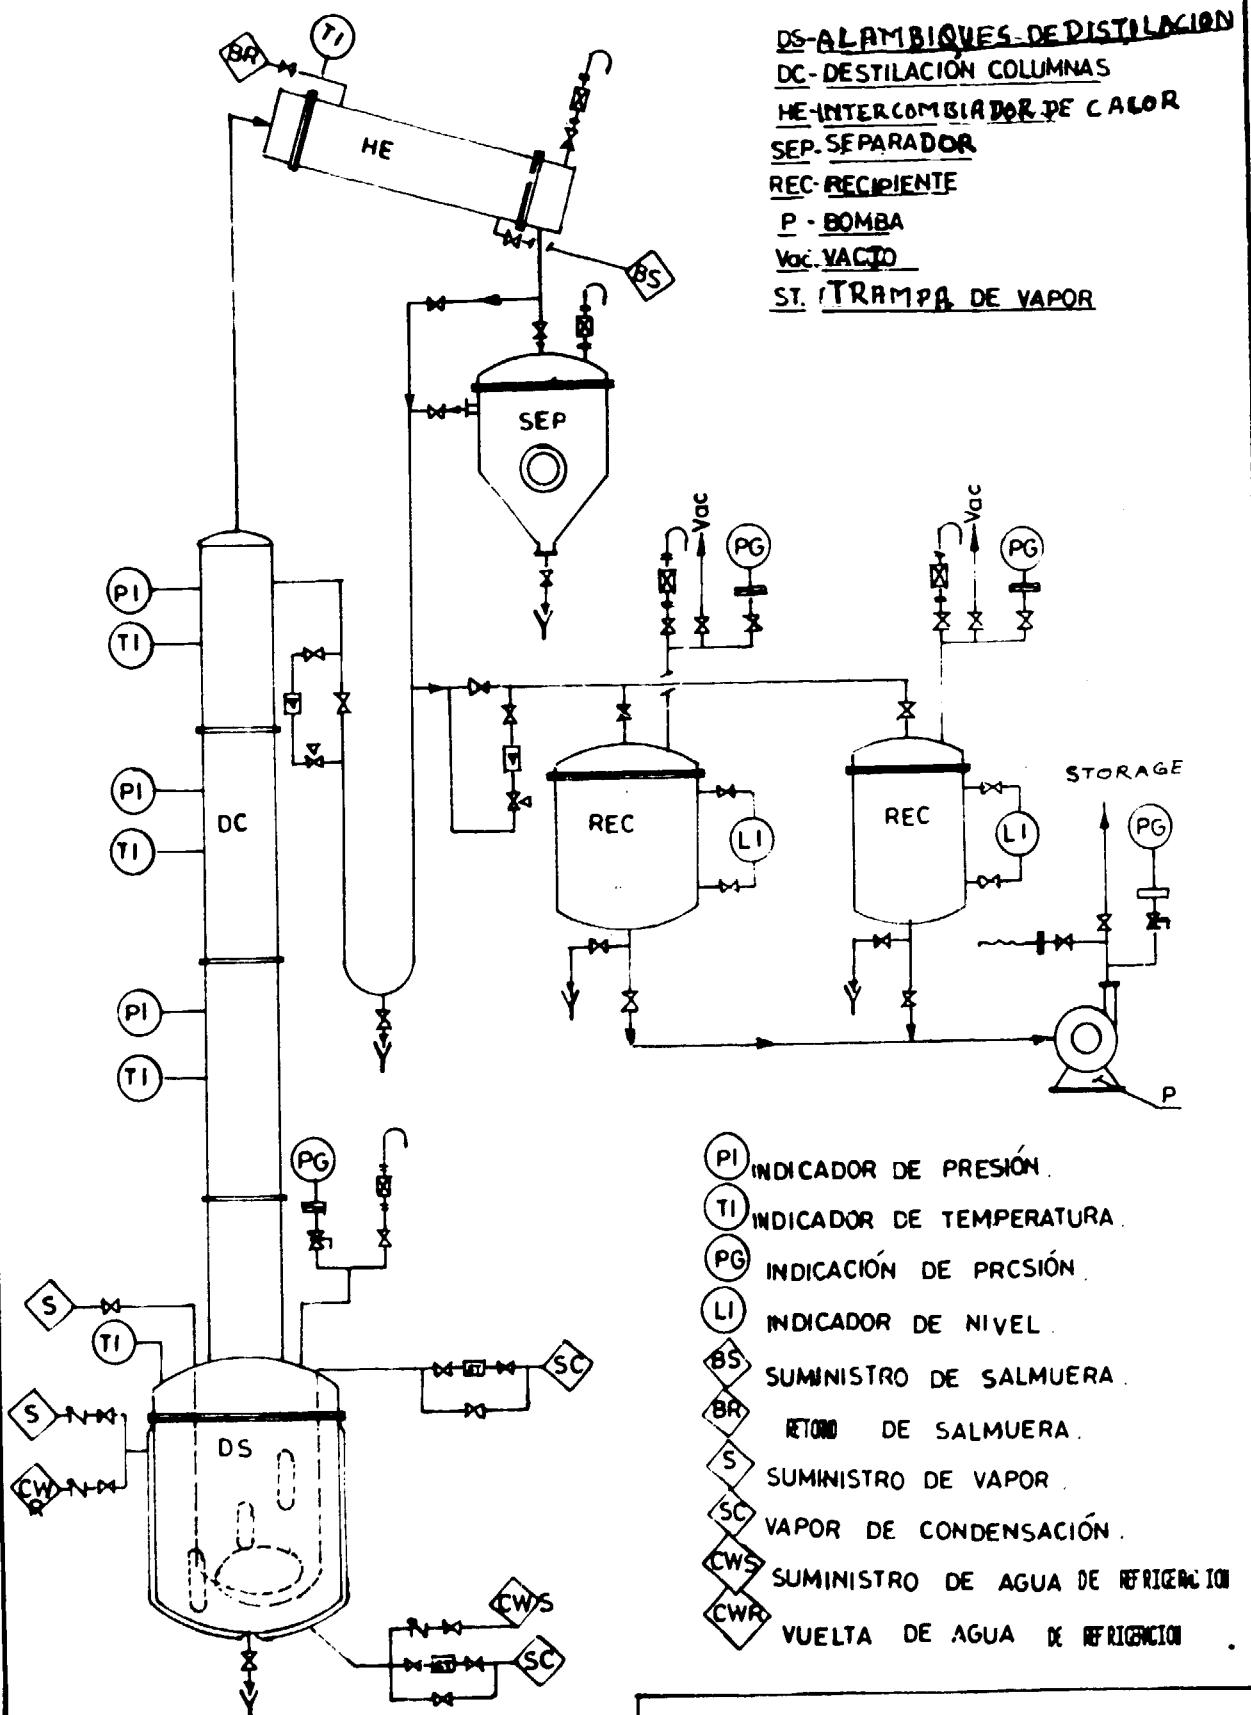 DS-ALAMBIQUES DE DISTILACION
DC-DESTILACIÓN COLUMNAS
HE-INTERCOMBIADOR DE CALOR
SEP-SEPARADOR
REC-RECIPIENTE
P - BOMBA
Vac. VACIO
ST. TRAMPA DE VAPOR
BR
TI
HE
BS
SEP
Vac
PG
Vac
PG
PI
TI
PI
DC
TI
REC
LI
REC
LI
STORAGE
PG
PI
TI
P
PG
S
TI
SC
ST
S
DS
CW
R
CWS
ST
SC
PI INDICADOR DE PRESIÓN.
TI INDICADOR DE TEMPERATURA.
PG INDICACIÓN DE PRCSIÓN.
LI INDICADOR DE NIVEL.
BS SUMINISTRO DE SALMUERA.
BR RETORNO DE SALMUERA.
S SUMINISTRO DE VAPOR.
SC VAPOR DE CONDENSACIÓN.
CWS SUMINISTRO DE AGUA DE REFRIGERACION
CWR VUELTA DE AGUA DE